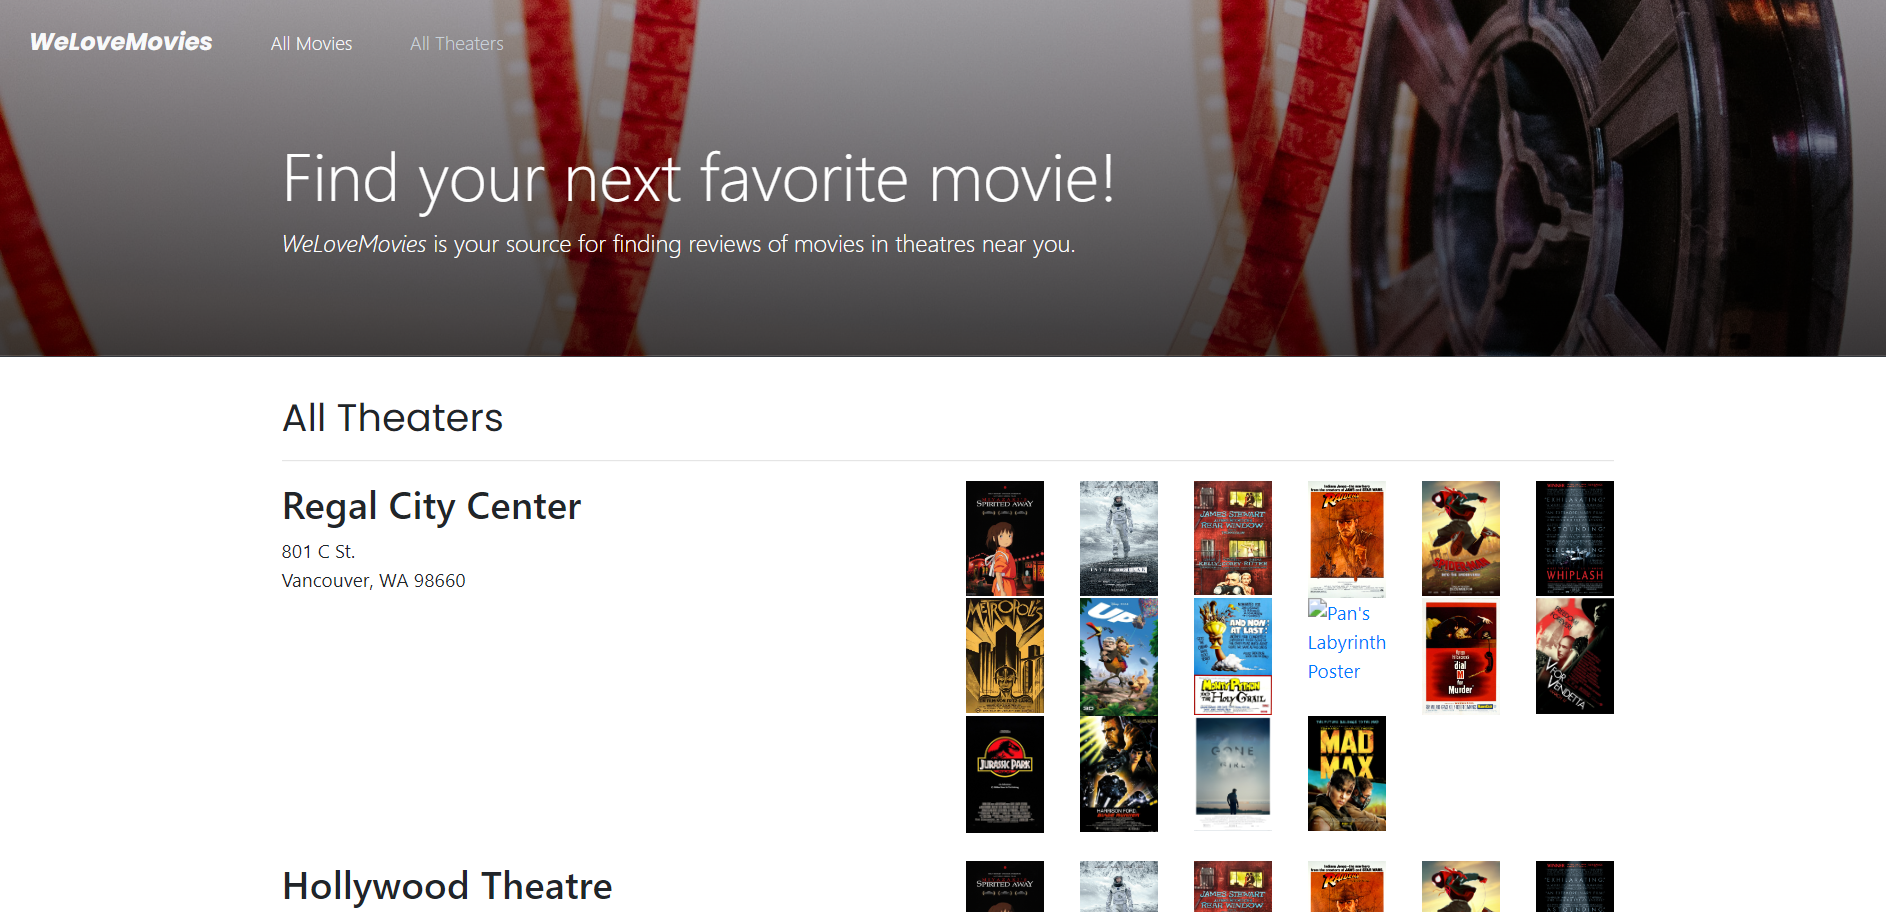 WeLoveMovies All Movies All Theaters
Find your next favorite movie!
WeLoveMovies is your source for finding reviews of movies in theatres near you.
All Theaters
Regal City Center
801 C St.
Vancouver, WA 98660
SPIRITED AWAY
INTERSTELLAR
JAMES STEWART
REAR WINDOW
KELLY COREY RITTER
RAIDERS
SPIDER-MAN
WHIPLASH
METROPOLIS
UP
3D
AND NOW!
AT LAST!
MONTY PYTHON
AND THE HOLY GRAIL
Pan's
Labyrinth
Poster
dial
M
for
Murder
V FOR VENDETTA
JURASSIC PARK
HARRISON FORD
BLADE RUNNER
GONE
GIRL
MAD
MAX
Hollywood Theatre
SPIRITED AWAY
JAMES STEWART
REAR WINDOW
RAIDERS